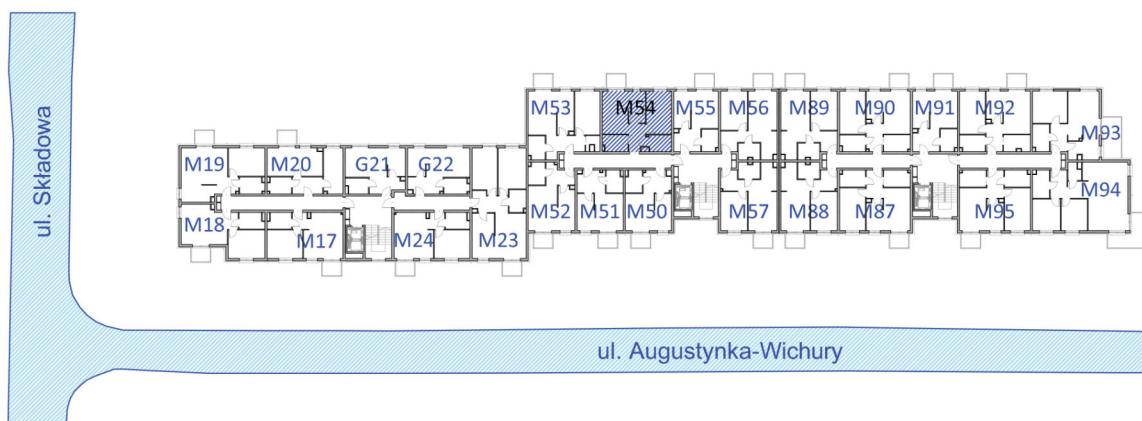 ul. Składowa
M53
M54
M55
M56
M89
M90
M91
M92
M93
M19
M20
G21
G22
M94
M18
M17
M24
M23
M52
M51
M50
M57
M88
M87
M95
ul. Augustynka-Wichury